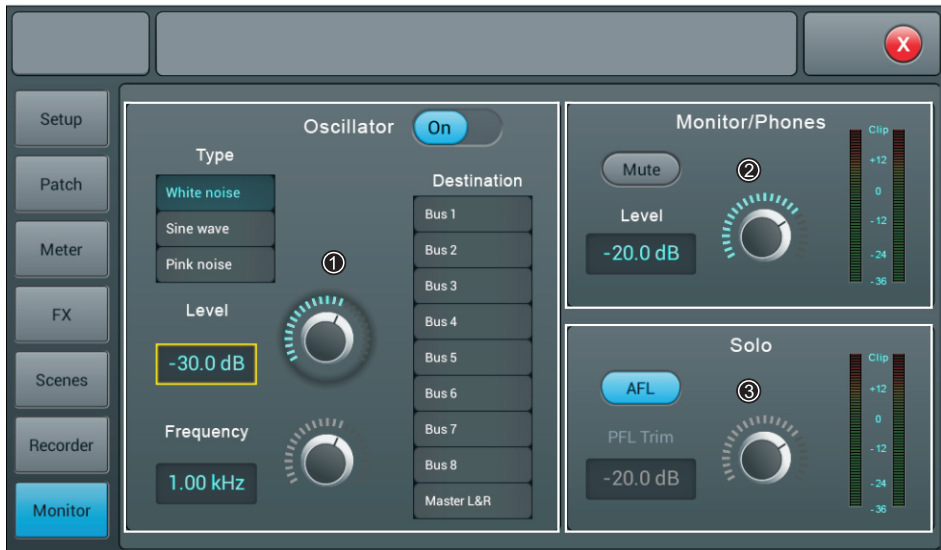 X
Setup
Patch
Meter
FX
Scenes
Recorder
Monitor
Oscillator
On
Type
White noise
Sine wave
Pink noise
①
Level
-30.0 dB
Frequency
1.00 kHz
Destination
Bus 1
Bus 2
Bus 3
Bus 4
Bus 5
Bus 6
Bus 7
Bus 8
Master L&R
Monitor/Phones
Mute
②
Level
-20.0 dB
Clip
+12
0
-12
-24
-36
Solo
AFL
③
PFL Trim
-20.0 dB
Clip
+12
0
-12
-24
-36